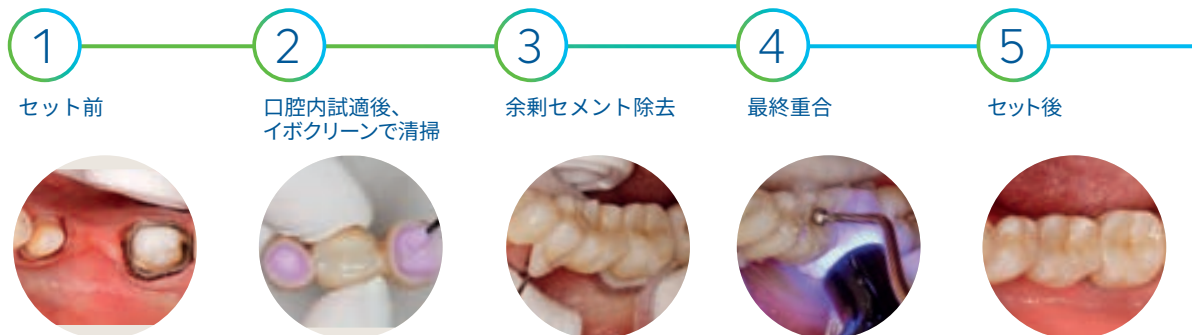 1
2
3
4
5
セット前
口腔内試適後、
イボクリーンで清掃
余剰セメント除去
最終重合
セット後